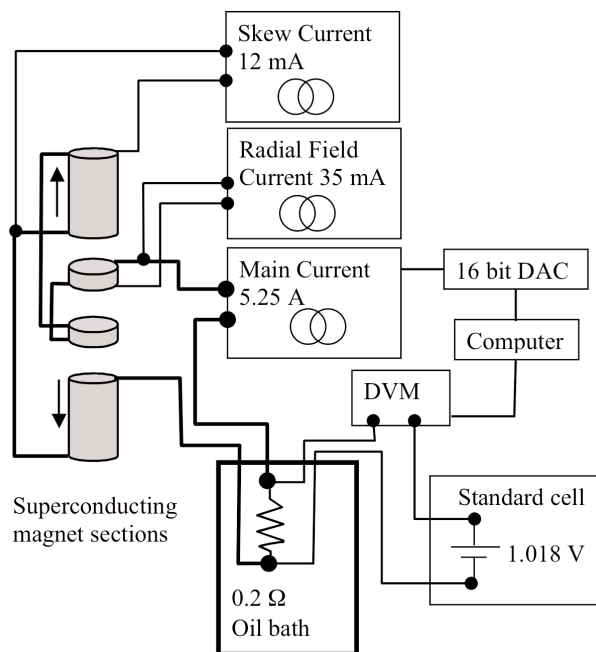 Skew Current
12 mA
Radial Field
Current 35 mA
Main Current
5.25 A
16 bit DAC
Computer
DVM
Standard cell
1.018 V
Superconducting
magnet sections
0.2 Ω
Oil bath